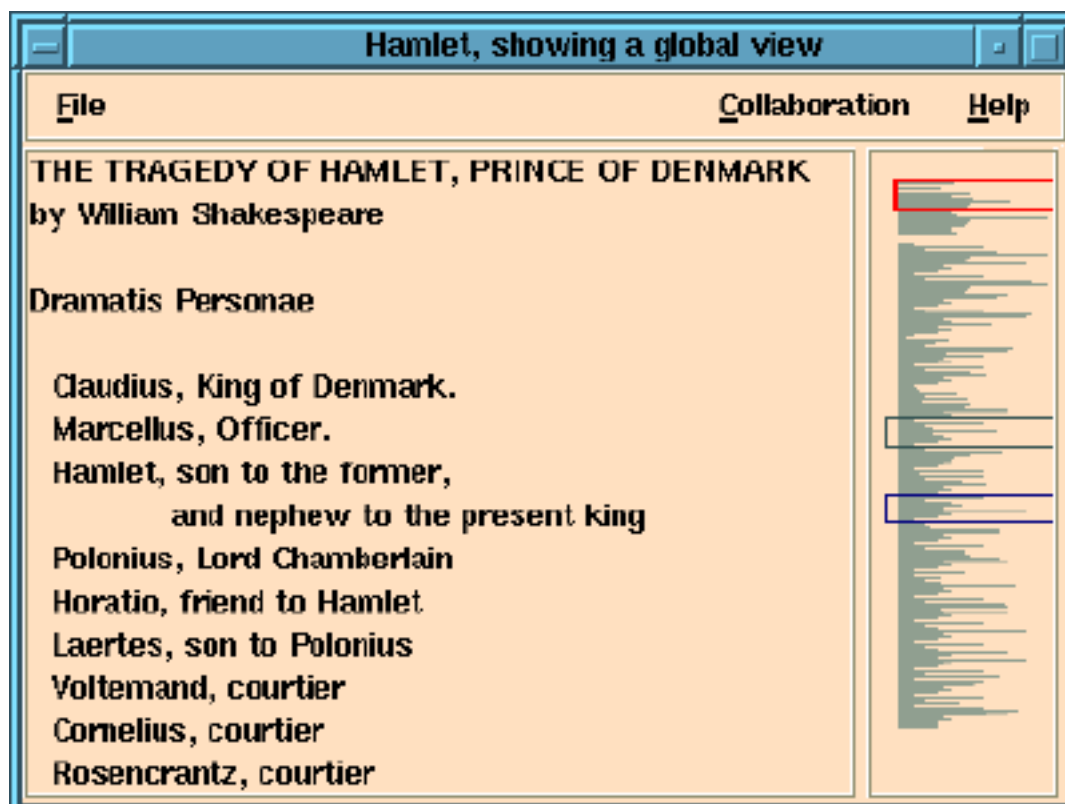 Hamlet, showing a global view
File Collaboration Help
THE TRAGEDY OF HAMLET, PRINCE OF DENMARK
by William Shakespeare
Dramatis Personae
Claudius, King of Denmark.
Marcellus, Officer.
Hamlet, son to the former,
and nephew to the present king
Polonius, Lord Chamberlain
Horatio, friend to Hamlet
Laertes, son to Polonius
Voltemand, courtier
Cornelius, courtier
Rosencrantz, courtier